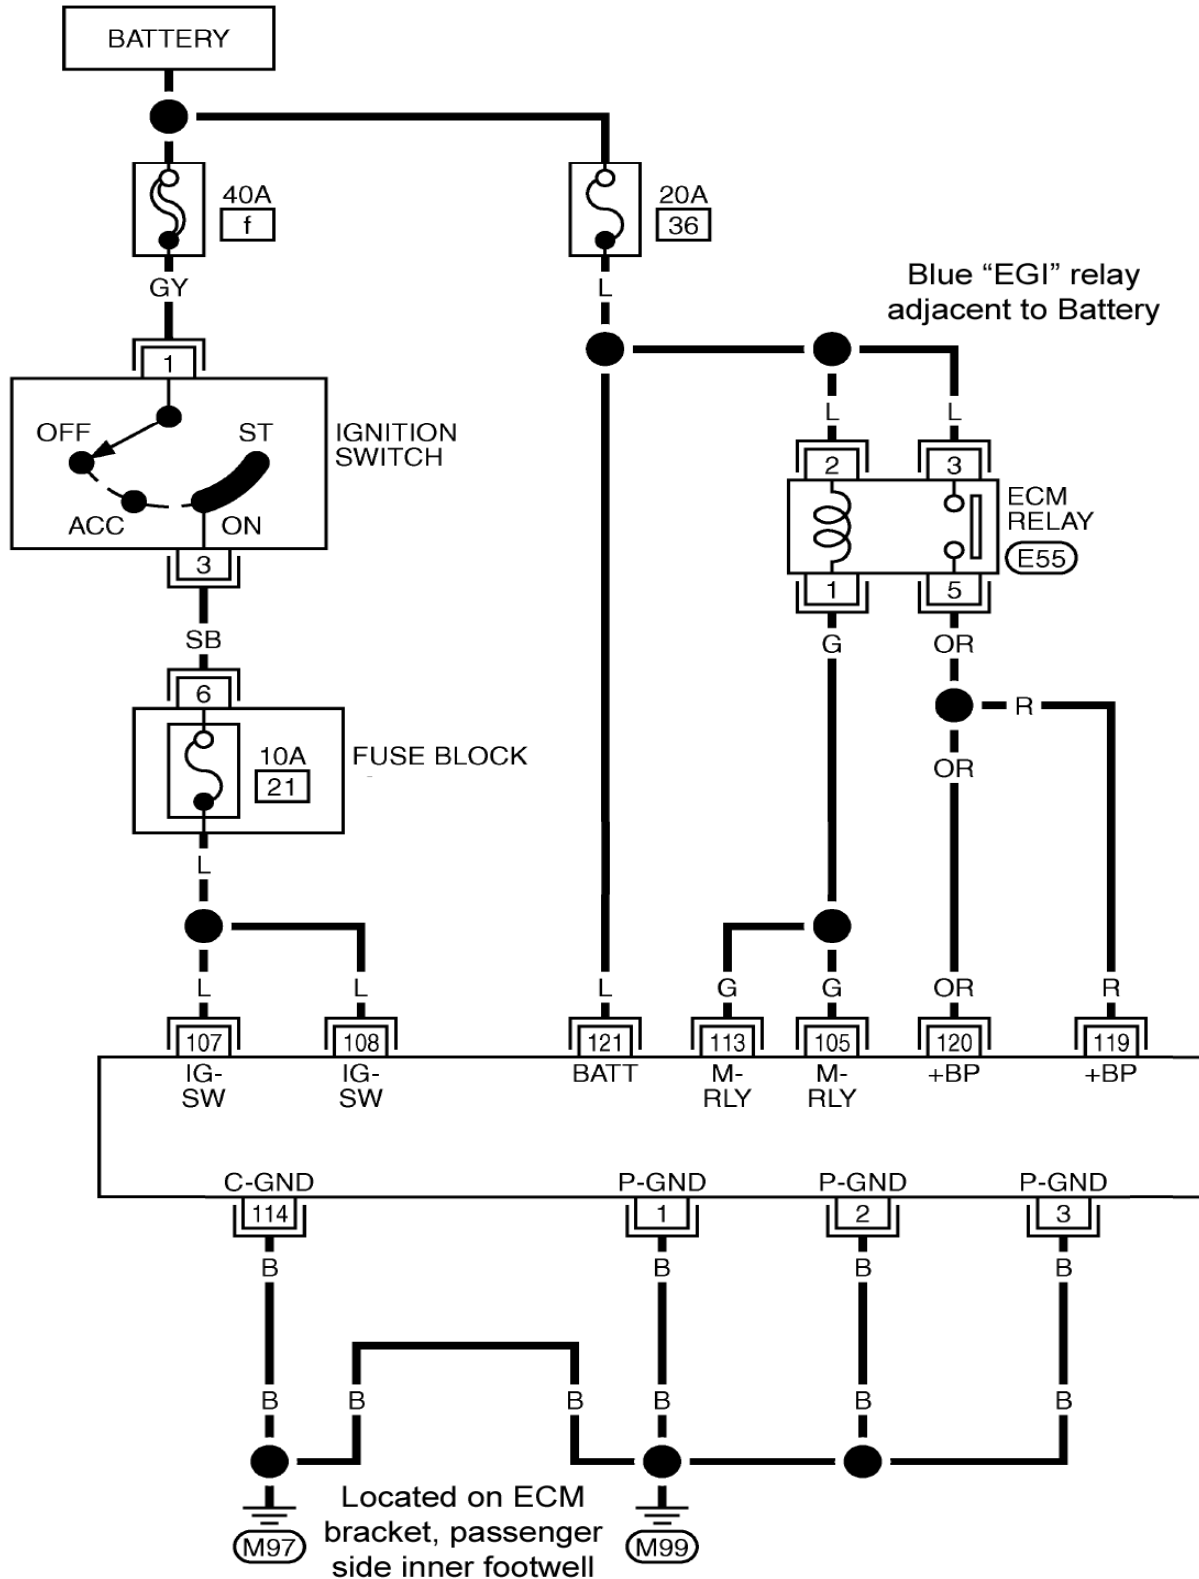 BATTERY
40A
f
20A
36
GY
L
Blue “EGI” relay
adjacent to Battery
1
OFF
ST
ACC
ON
IGNITION
SWITCH
L
L
2
3
ECM
RELAY
E55
3
1
5
SB
G
OR
6
R
10A
21
FUSE BLOCK
OR
L
L
L
L
G
G
OR
R
107
108
121
113
105
120
119
IG-
SW
IG-
SW
BATT
M-
RLY
M-
RLY
+BP
+BP
C-GND
P-GND
P-GND
P-GND
114
1
2
3
B
B
B
B
B
B
B
B
B
B
Located on ECM
bracket, passenger
side inner footwell
M97
M99